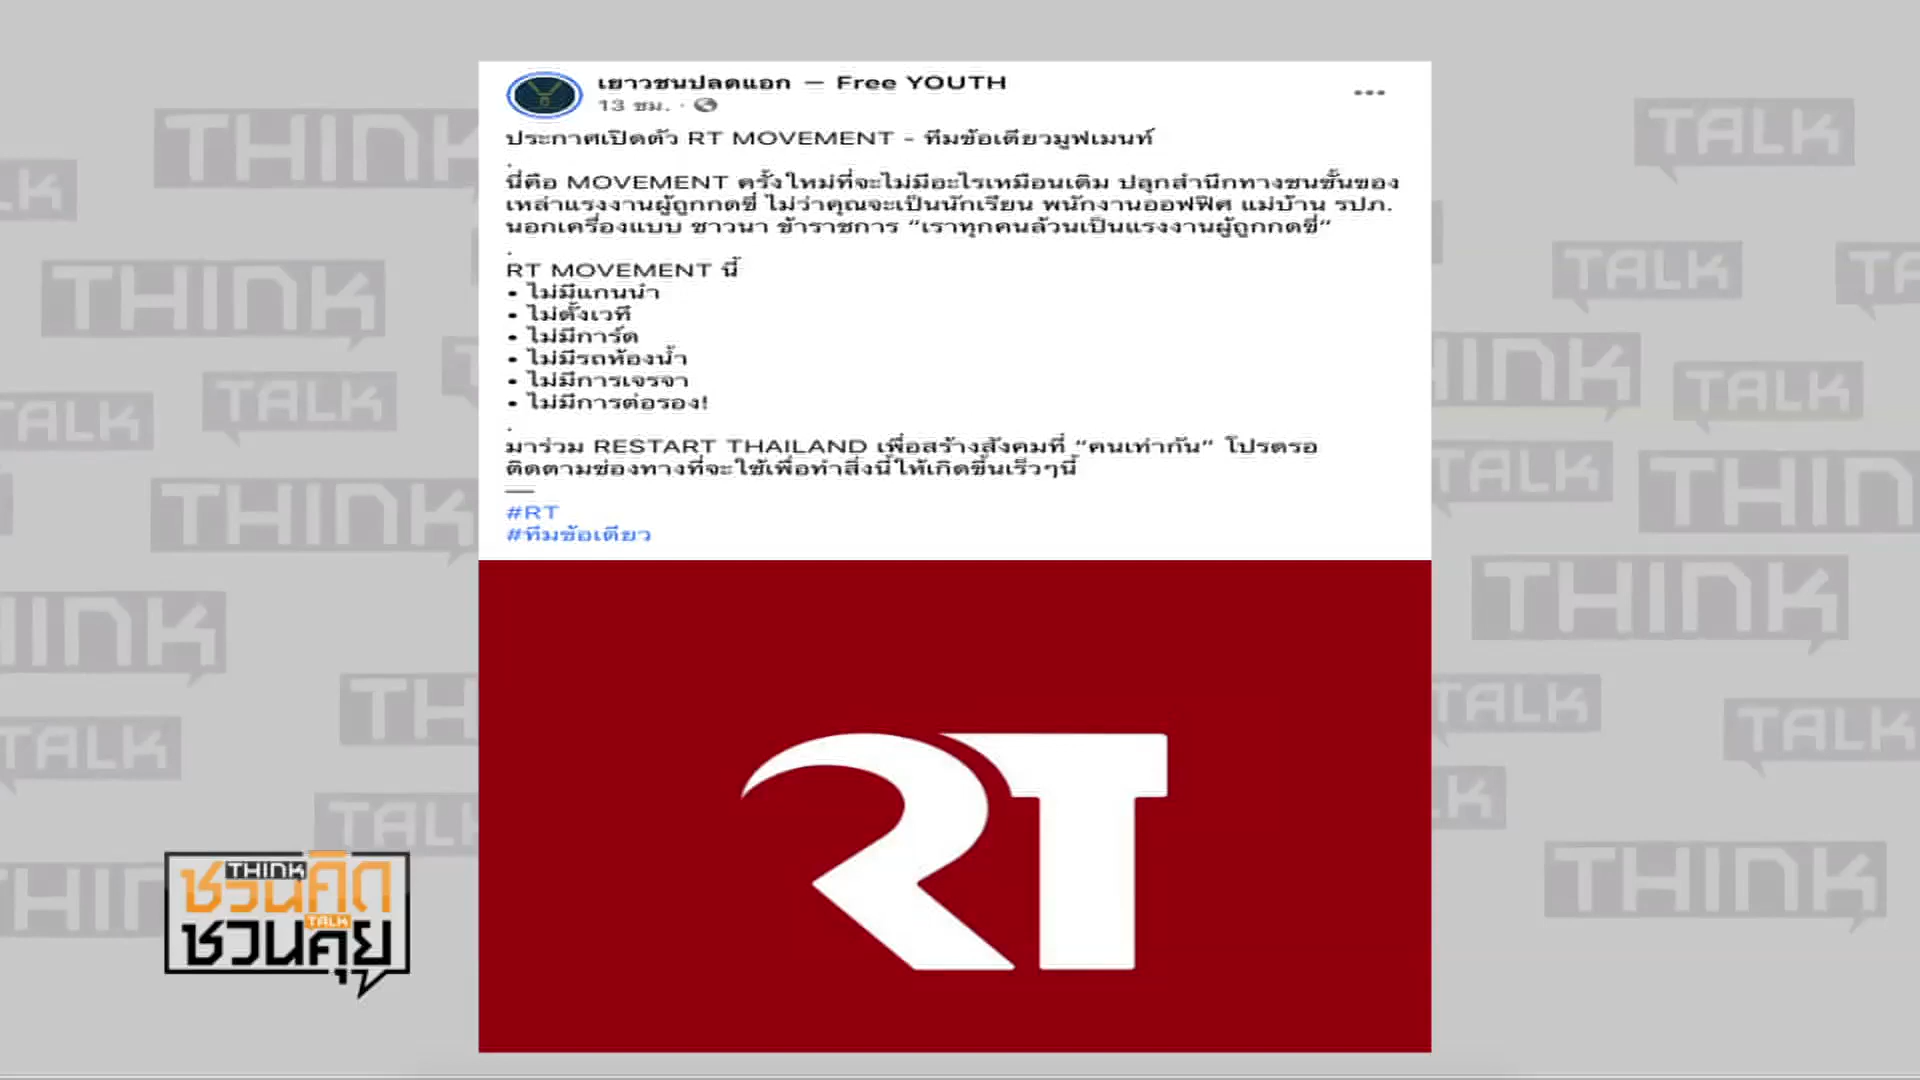 เยาวชนปลดแอก – Free YOUTH
13 ชม. ·
ประกาศเปิดตัว RT MOVEMENT - ทีมข้อเดียวมูฟเมนท์
.
นี่คือ MOVEMENT ครั้งใหม่ที่จะไม่มีอะไรเหมือนเดิม ปลุกสำนึกทางชนชั้นของ
เหล่าแรงงานผู้ถูกกดขี่ ไม่ว่าคุณจะเป็นนักเรียน พนักงานออฟฟิศ แม่บ้าน รปภ.
นอกเครื่องแบบ ชาวนา ข้าราชการ “เราทุกคนล้วนเป็นแรงงานผู้ถูกกดขี่”
.
RT MOVEMENT นี้
• ไม่มีแกนนำ
• ไม่ตั้งเวที
• ไม่มีการ์ด
• ไม่มีรถห้องน้ำ
• ไม่มีการเจรจา
• ไม่มีการต่อรอง!
.
มาร่วม RESTART THAILAND เพื่อสร้างสังคมที่ “คนเท่ากัน” โปรดรอ
ติดตามช่องทางที่จะใช้เพื่อทำสิ่งนี้ให้เกิดขึ้นเร็วๆนี้
—
#RT
#ทีมข้อเดียว
RT
THINK
ชวนคิด
TALK
ชวนคุย
THINK
TALK
THINK
TALK
TALK
THINK
TALK
TALK
THINK
THINK
TALK
THINK
THINK
TALK
TALK
THINK